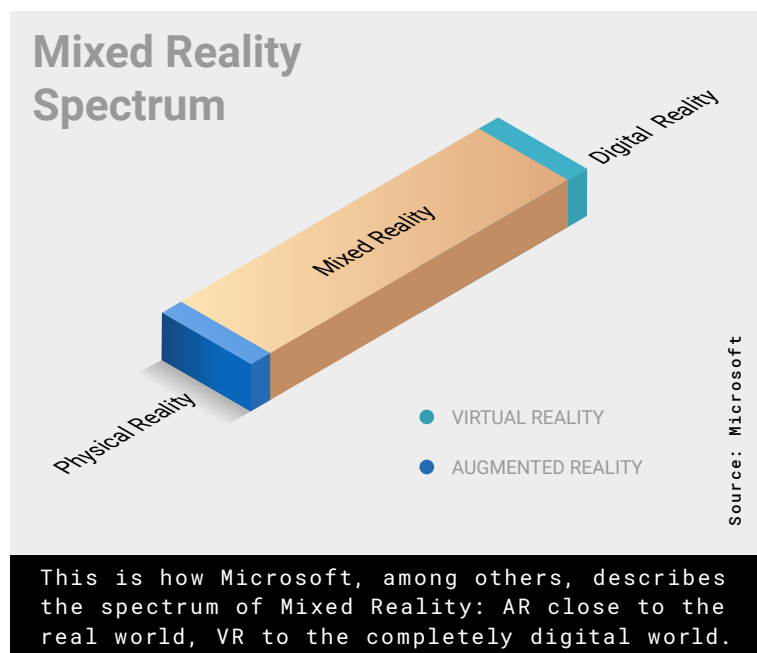 Mixed Reality
Spectrum
Digital Reality
Mixed Reality
Physical Reality
VIRTUAL REALITY
AUGMENTED REALITY
Source: Microsoft
This is how Microsoft, among others, describes
the spectrum of Mixed Reality: AR close to the
real world, VR to the completely digital world.